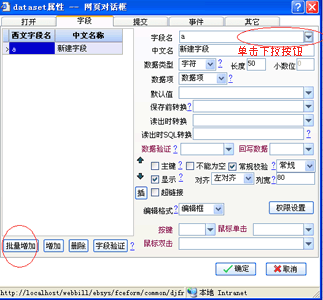 dataset属性 -- 网页对话框
打开 字段 提交 事件 其它
西文字段名 中文名称
a 新建字段
字段名 a
单击下拉按钮
中文名 新建字段
数据类型 字符 ? 长度 50 小数位 0
数据项 数据项 ?
默认值
保存前转换 ?
读出时转换
读出时SQL转换 ?
数据验证 ? 回写数据
主键 ? 不能为空 常规校验 ? 常规
显示 ? 对齐 左对齐 列宽 80
插 超链接
编辑格式 ? 编辑框 权限设置
按键 鼠标单击
鼠标双击
批量增加 增加 删除 字段验证 ?
确定 取消
http://localhost/webbill/ebsys/fceform/common/djfr 本地 Intranet